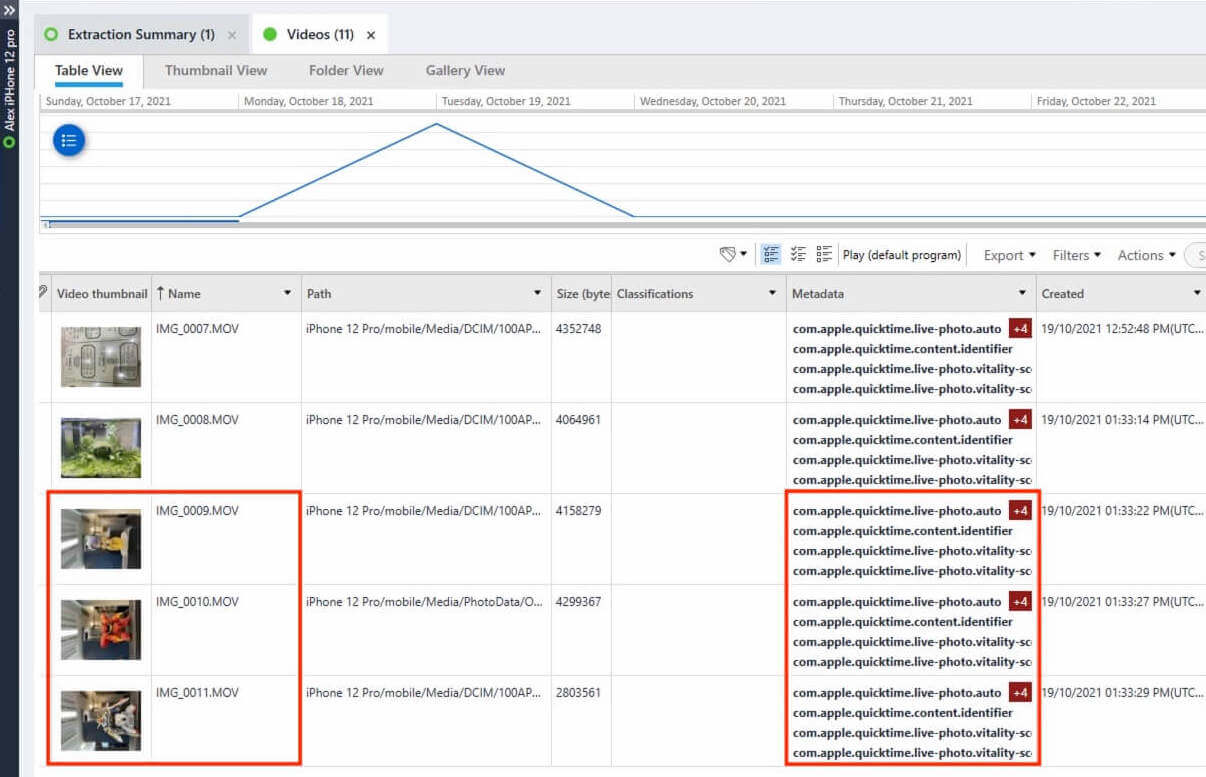 Alex iPHone 12 pro
Extraction Summary (1) ×
Videos (11) ×
Table View Thumbnail View Folder View Gallery View
Sunday, October 17, 2021 Monday, October 18, 2021 Tuesday, October 19, 2021 Wednesday, October 20, 2021 Thursday, October 21, 2021 Friday, October 22, 2021
Play (default program) Export Filters Actions S
Video thumbnail ↑ Name Path Size (byte Classifications Metadata Created
IMG_0007.MOV iPhone 12 Pro/mobile/Media/DCIM/100AP... 4352748 com.apple.quicktime.live-photo.auto +4 19/10/2021 12:52:48 PM(UTC...
com.apple.quicktime.content.identifier
com.apple.quicktime.live-photo.vitality-sc
com.apple.quicktime.live-photo.vitality-sc
IMG_0008.MOV iPhone 12 Pro/mobile/Media/DCIM/100AP... 4064961 com.apple.quicktime.live-photo.auto +4 19/10/2021 01:33:14 PM(UTC...
com.apple.quicktime.content.identifier
com.apple.quicktime.live-photo.vitality-sc
com.apple.quicktime.live-photo.vitality-sc
IMG_0009.MOV iPhone 12 Pro/mobile/Media/DCIM/100AP... 4158279 com.apple.quicktime.live-photo.auto +4 19/10/2021 01:33:22 PM(UTC...
com.apple.quicktime.content.identifier
com.apple.quicktime.live-photo.vitality-sc
com.apple.quicktime.live-photo.vitality-sc
IMG_0010.MOV iPhone 12 Pro/mobile/Media/PhotoData/O... 4299367 com.apple.quicktime.live-photo.auto +4 19/10/2021 01:33:27 PM(UTC...
com.apple.quicktime.content.identifier
com.apple.quicktime.live-photo.vitality-sc
com.apple.quicktime.live-photo.vitality-sc
IMG_0011.MOV iPhone 12 Pro/mobile/Media/DCIM/100AP... 2803561 com.apple.quicktime.live-photo.auto +4 19/10/2021 01:33:29 PM(UTC...
com.apple.quicktime.content.identifier
com.apple.quicktime.live-photo.vitality-sc
com.apple.quicktime.live-photo.vitality-sc